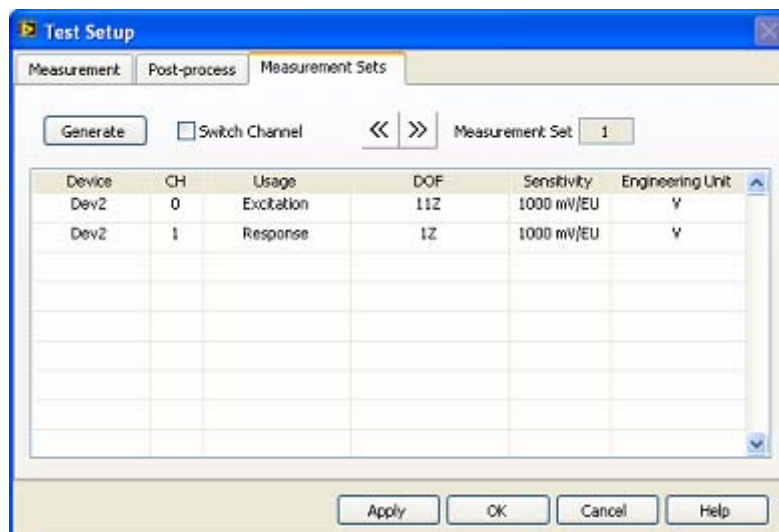 Test Setup
Measurement Post-process Measurement Sets
Generate Switch Channel << >> Measurement Set 1
Device CH Usage DOF Sensitivity Engineering Unit
Dev2 0 Excitation 11Z 1000 mV/EU V
Dev2 1 Response 1Z 1000 mV/EU V
Apply OK Cancel Help